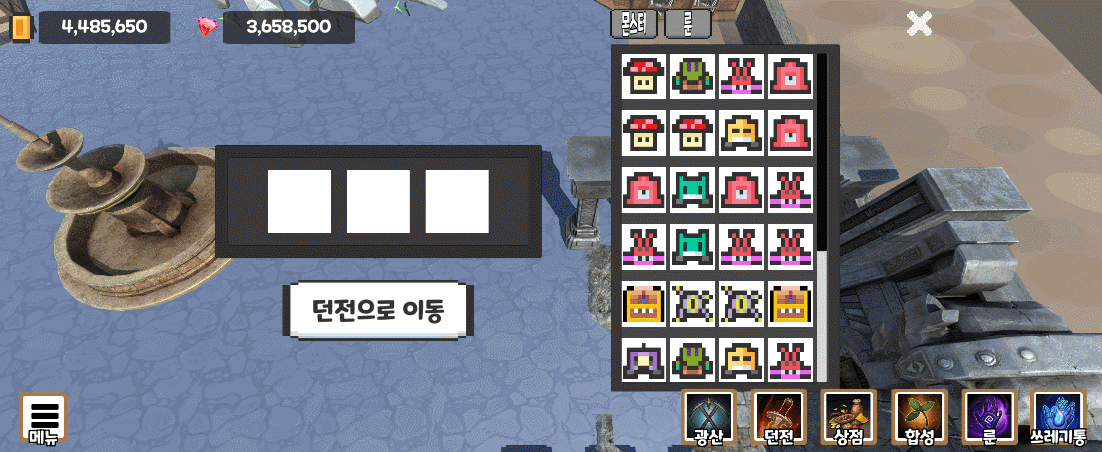 4,485,650
3,658,500
몬스터
룬
던전으로 이동
메뉴
광산
던전
상점
합성
룬
쓰레기통